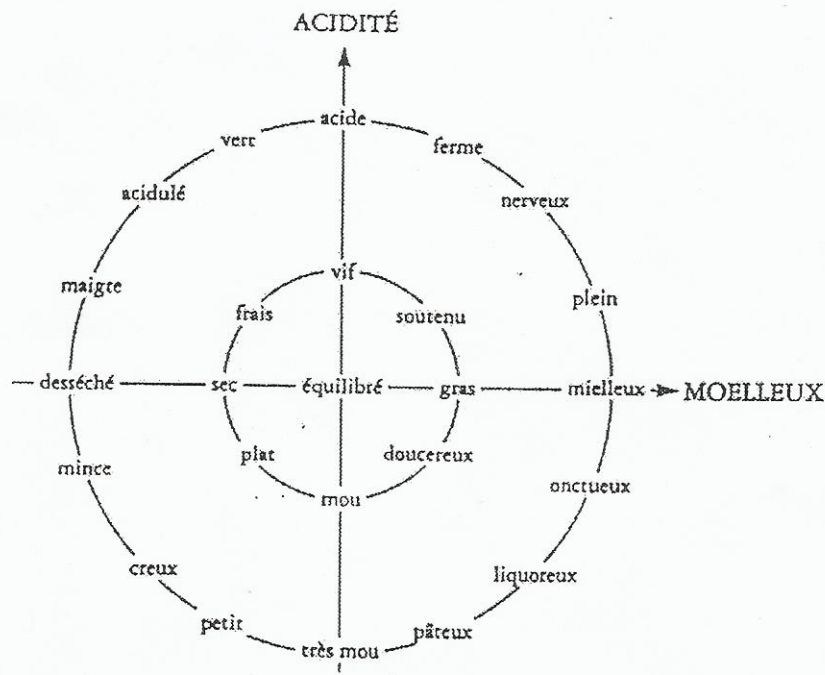 ACIDITÉ
acide
vert
ferme
acidulé
nerveux
vif
maigre
plein
frais
soutenu
desséché
sec
équilibré
gras
mielleux
MOELLEUX
plat
doucereux
mince
onctueux
mou
creux
liquoreux
petit
pâteux
très mou